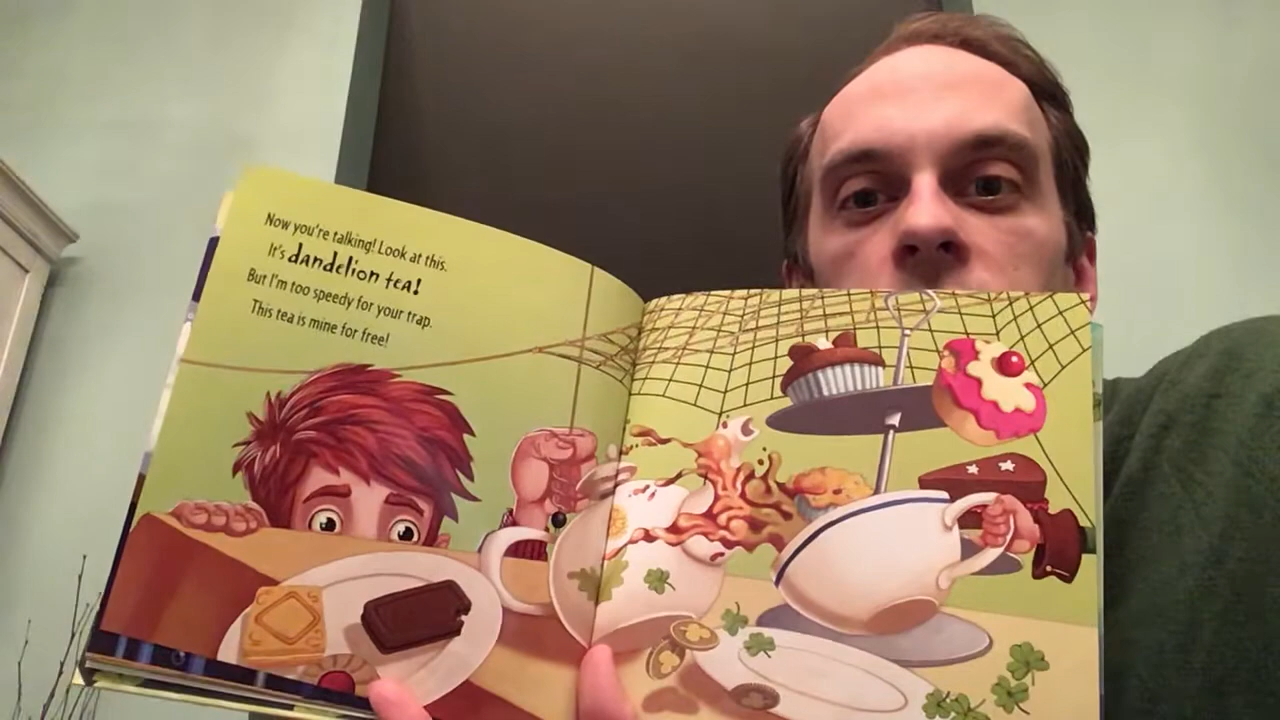 Now you're talking! Look at this.
It's dandelion tea!
But I'm too speedy for your trap.
This tea is mine for free!